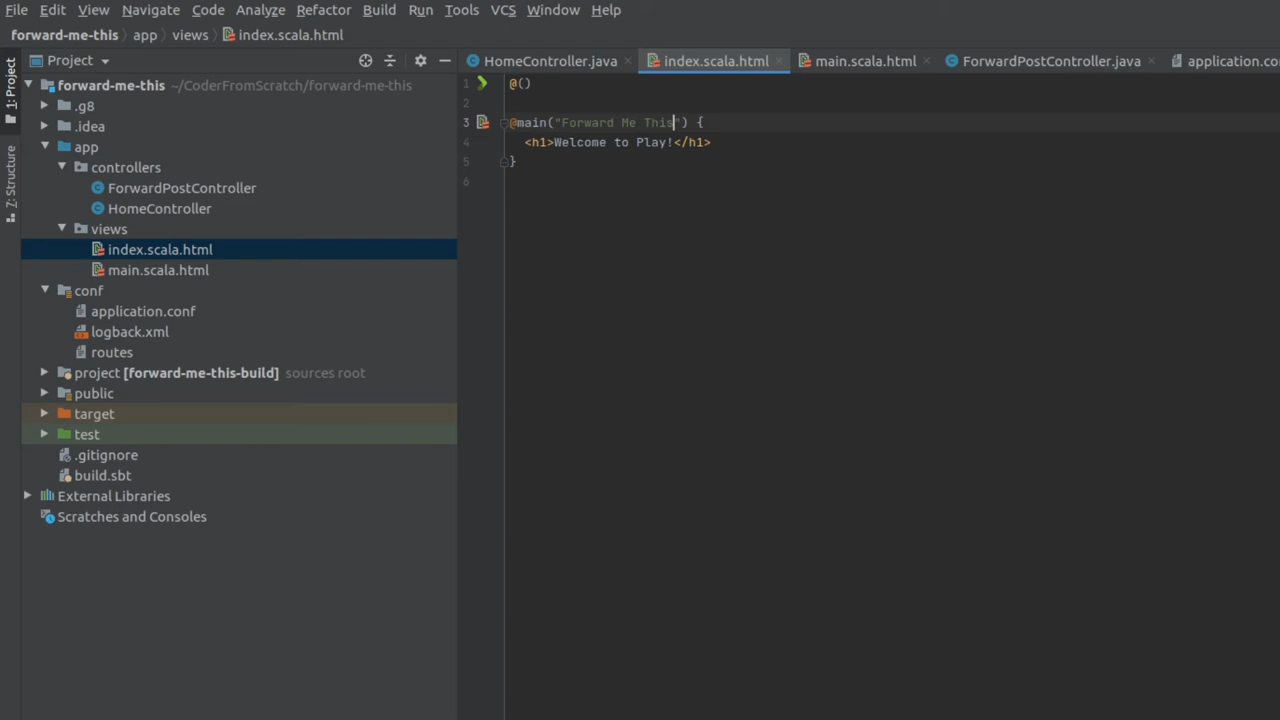 File Edit View Navigate Code Analyze Refactor Build Run Tools VCS Window Help
forward-me-this app views index.scala.html
1: Project
Z: Structure
Project
forward-me-this ~/CoderFromScratch/forward-me-this
.g8
.idea
app
controllers
ForwardPostController
HomeController
views
index.scala.html
main.scala.html
conf
application.conf
logback.xml
routes
project [forward-me-this-build] sources root
public
target
test
.gitignore
build.sbt
External Libraries
Scratches and Consoles
HomeController.java index.scala.html main.scala.html ForwardPostController.java application.co
1 @()
2
3 @main("Forward Me This") {
4 <h1>Welcome to Play!</h1>
5 }
6